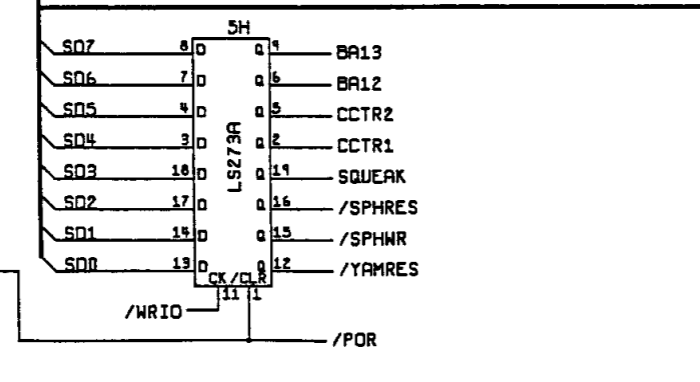 5H
SD7 8 D Q 9 BA13
SD6 7 D Q 6 BA12
SD5 4 D Q 5 CCTR2
SD4 3 D Q 2 CCTR1
SD3 18 D Q 19 SQUEAK
SD2 17 D Q 16 /SPHRES
SD1 14 D Q 15 /SPHWR
SD0 13 D Q 12 /YAMRES
LS273A
CK /CLR
11 1
/WRIO
/POR